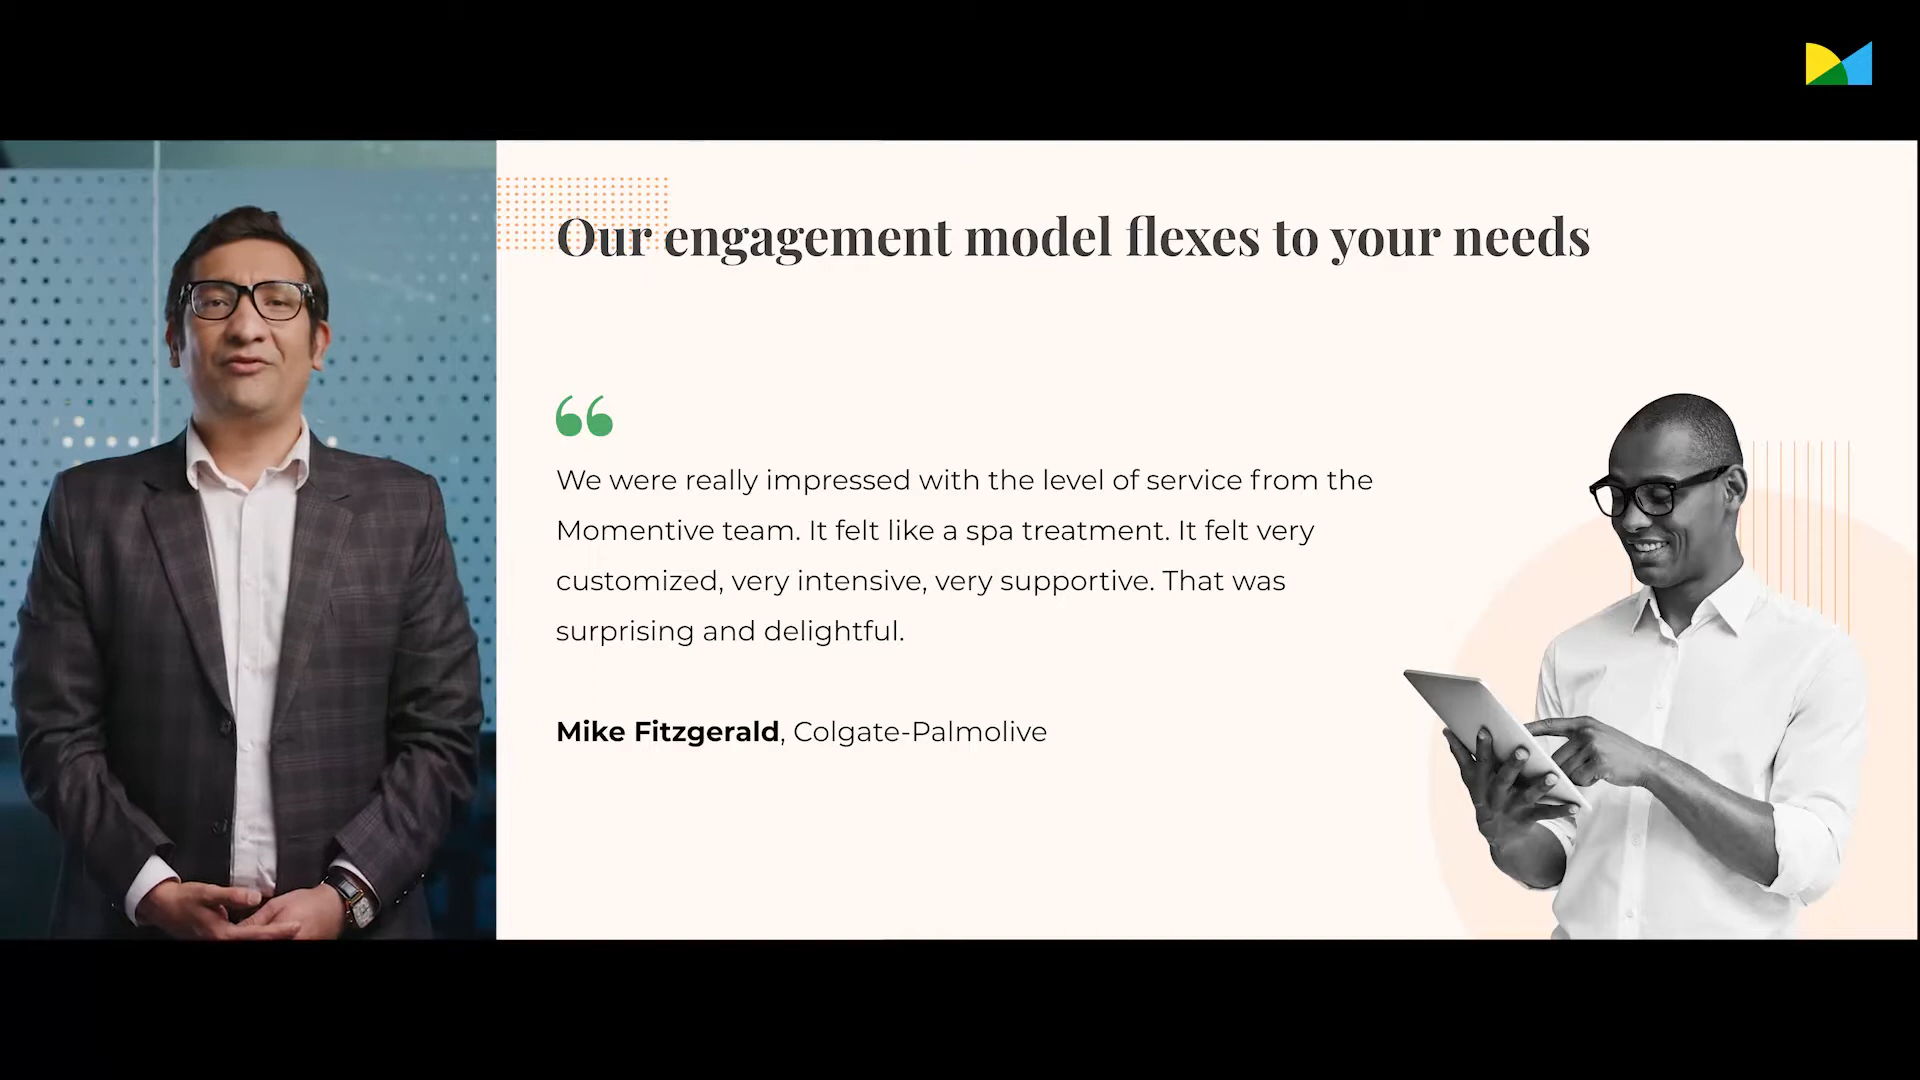 Our engagement model flexes to your needs
We were really impressed with the level of service from the
Momentive team. It felt like a spa treatment. It felt very
customized, very intensive, very supportive. That was
surprising and delightful.
Mike Fitzgerald, Colgate-Palmolive